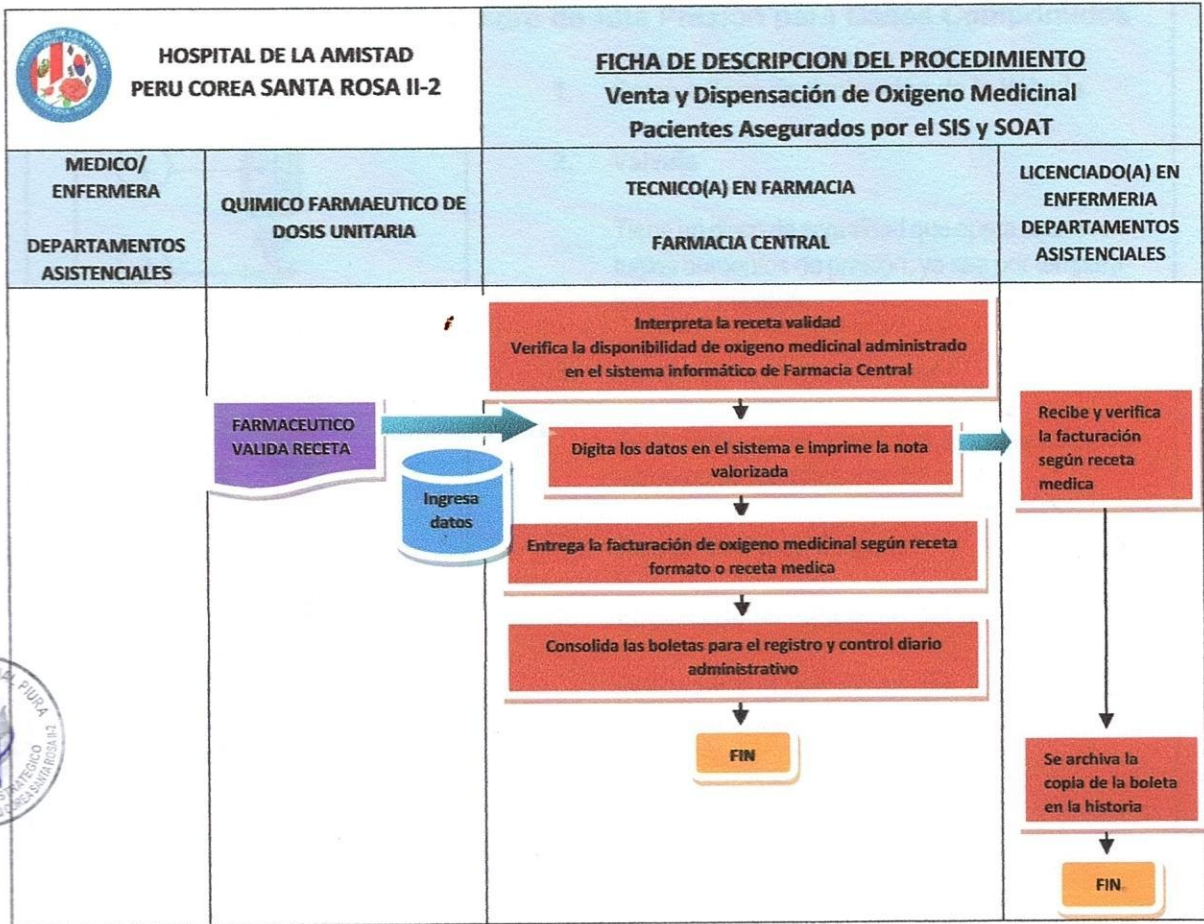 HOSPITAL DE LA AMISTAD
PERU COREA SANTA ROSA II-2
FICHA DE DESCRIPCION DEL PROCEDIMIENTO
Venta y Dispensación de Oxigeno Medicinal
Pacientes Asegurados por el SIS y SOAT
MEDICO/
ENFERMERA
DEPARTAMENTOS
ASISTENCIALES
QUIMICO FARMAEUTICO DE
DOSIS UNITARIA
TECNICO(A) EN FARMACIA
FARMACIA CENTRAL
LICENCIADO(A) EN
ENFERMERIA
DEPARTAMENTOS
ASISTENCIALES
Interpreta la receta validad
Verifica la disponibilidad de oxigeno medicinal administrado
en el sistema informático de Farmacia Central
FARMACEUTICO
VALIDA RECETA
Ingresa
datos
Digita los datos en el sistema e imprime la nota
valorizada
Recibe y verifica
la facturación
según receta
medica
Entrega la facturación de oxigeno medicinal según receta
formato o receta medica
Consolida las boletas para el registro y control diario
administrativo
FIN
Se archiva la
copia de la boleta
en la historia
FIN
PIURA
COREA SANTA ROSA II-2